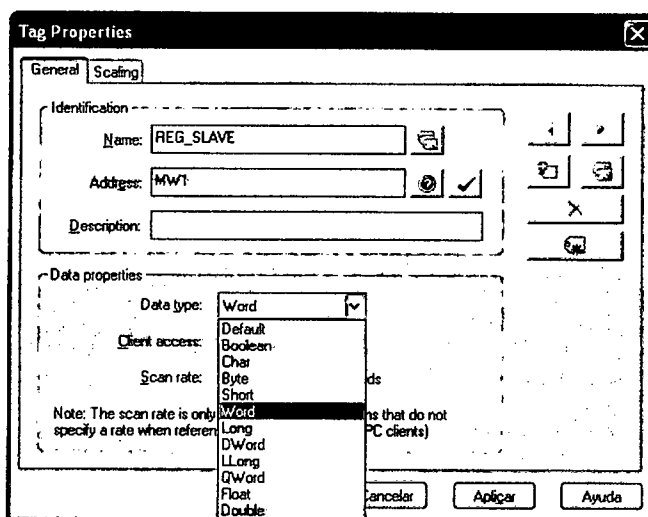 Tag Properties
General Scaling
Identification
Name: REG_SLAVE
Address: MW1
Description:
Data properties
Data type: Word
Client access:
Scan rate: ds
Default
Boolean
Char
Byte
Short
Word
Long
DWord
LLong
QWord
Float
Double
Note: The scan rate is only ns that do not
specify a rate when referen PC clients)
Cancelar Aplicar Ayuda